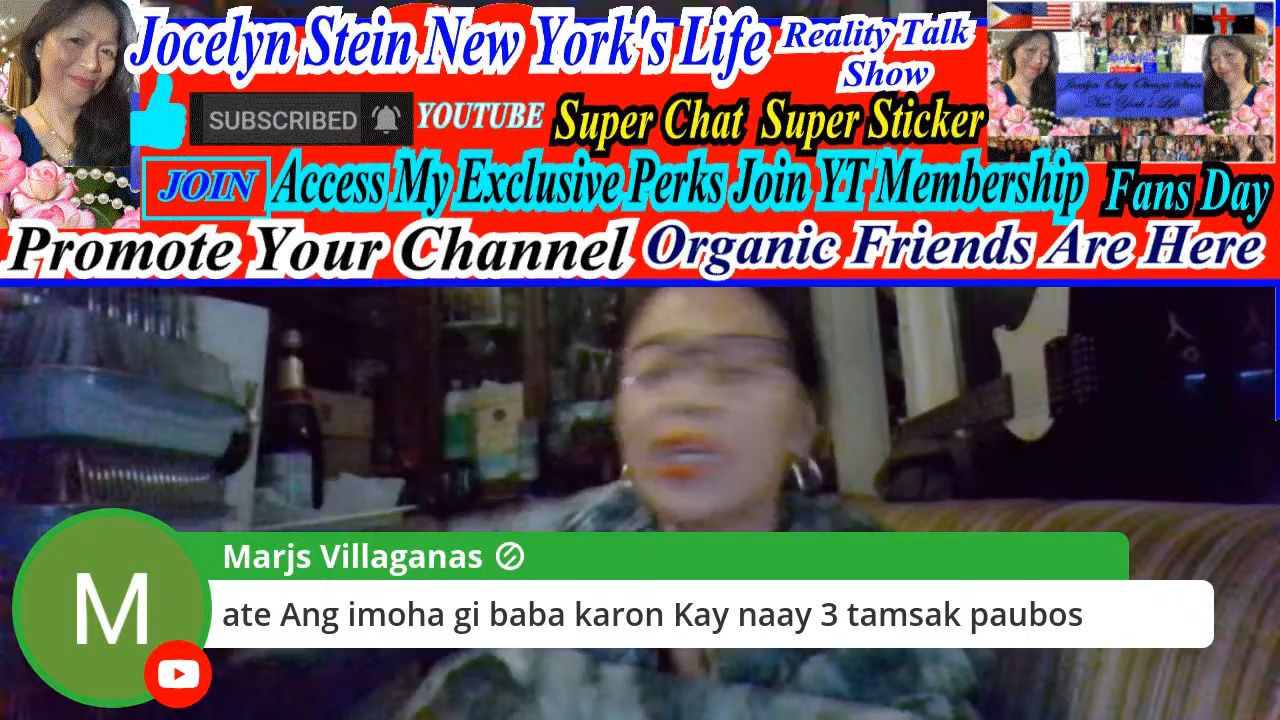 Jocelyn Stein New York's Life
Reality Talk
Show
SUBSCRIBED
YOUTUBE
Super Chat Super Sticker
JOIN
Access My Exclusive Perks Join YT Membership
Fans Day
Promote Your Channel
Organic Friends Are Here
Marjs Villaganas
ate Ang imoha gi baba karon Kay naay 3 tamsak paubos
M